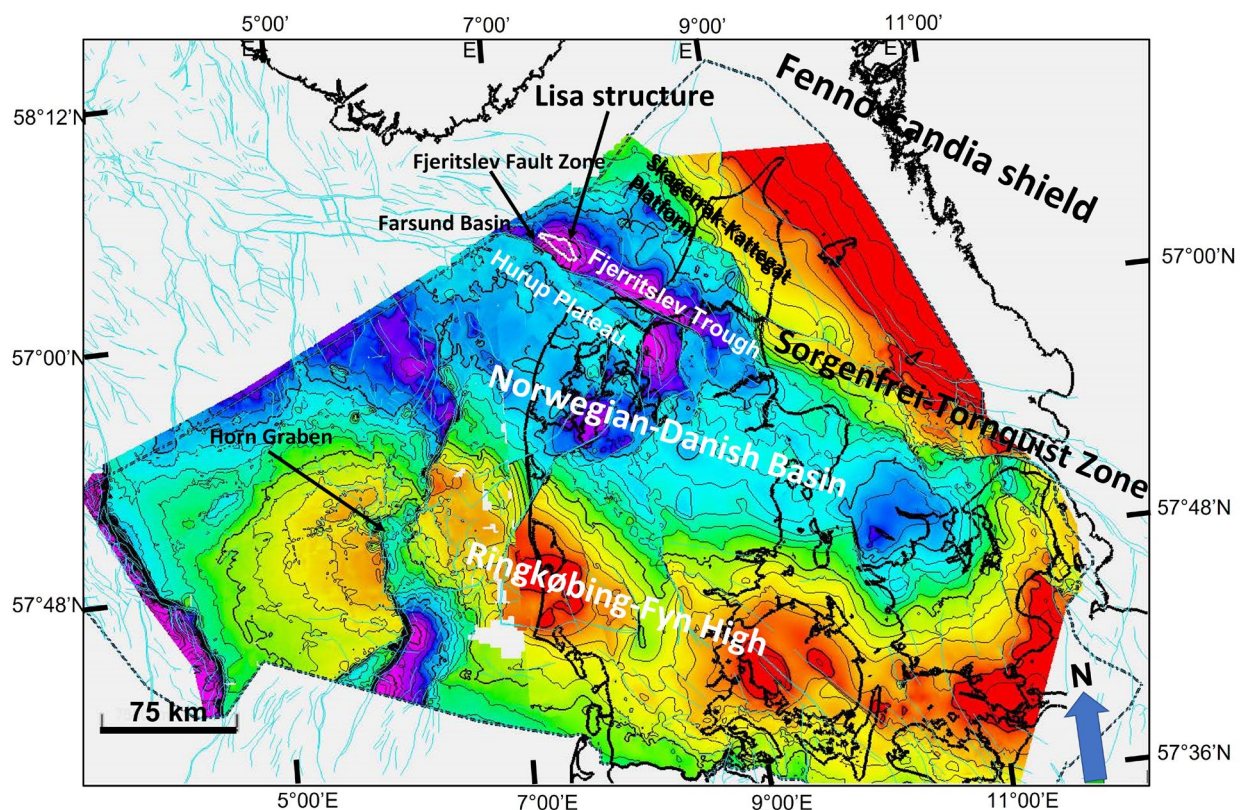 5°00’
E
7°00’
E
9°00’
E
11°00’
E
58°12’N
57°00’N
57°48’N
57°00’N
57°48’N
57°36’N
5°00’E
7°00’E
9°00’E
11°00’E
Fenno-Scandia shield
Lisa structure
Fjeritslev Fault Zone
Farsund Basin
Skagerrak-Kattegat
Platform
Fjerritslev Trough
Hurup Plateau
Sorgenfrei-Tornquist Zone
Norwegian-Danish Basin
Horn Graben
Ringkøbing-Fyn High
75 km
N